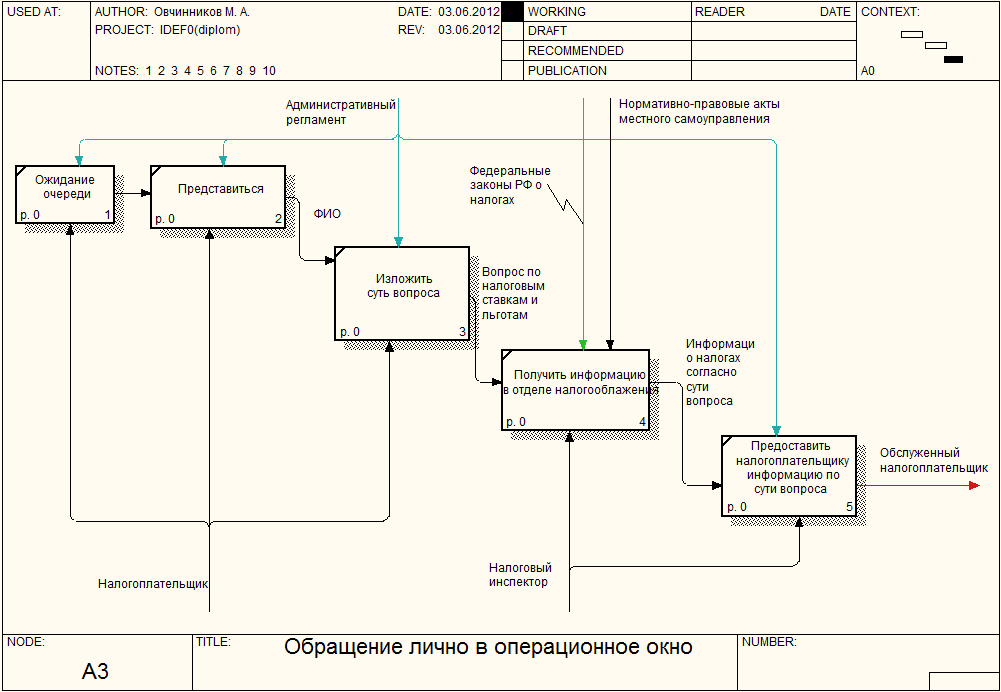 USED AT:
AUTHOR: Овчинников М. А.
DATE: 03.06.2012
PROJECT: IDEF0(diplom)
REV: 03.06.2012
NOTES: 1 2 3 4 5 6 7 8 9 10
WORKING
DRAFT
RECOMMENDED
PUBLICATION
READER DATE
CONTEXT:
A0
Административный
регламент
Нормативно-правовые акты
местного самоуправления
Федеральные
законы РФ о
налогах
Ожидание
очереди
р. 0 1
Представиться
р. 0 2
ФИО
Изложить
суть вопроса
р. 0 3
Вопрос по
налоговым
ставкам и
льготам
Получить информацию
в отделе налогооблажения
р. 0 4
Информаци
о налогах
согласно
сути
вопроса
Предоставить
налогоплательщику
информацию по
сути вопроса
р. 0 5
Обслуженный
налогоплательщик
Налогоплательщик
Налоговый
инспектор
NODE:
A3
TITLE:
Обращение лично в операционное окно
NUMBER: